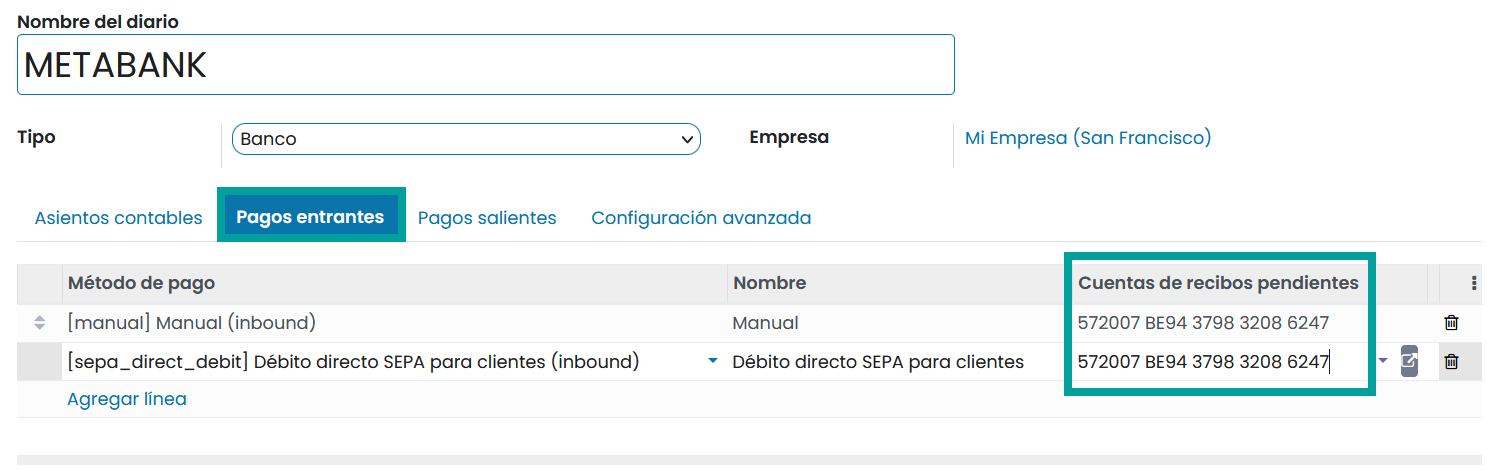 Nombre del diario
METABANK
Tipo Banco Empresa Mi Empresa (San Francisco)
Asientos contables Pagos entrantes Pagos salientes Configuración avanzada
Método de pago Nombre Cuentas de recibos pendientes
[manual] Manual (inbound) Manual 572007 BE94 3798 3208 6247
[sepa_direct_debit] Débito directo SEPA para clientes (inbound) Débito directo SEPA para clientes 572007 BE94 3798 3208 6247
Agregar línea